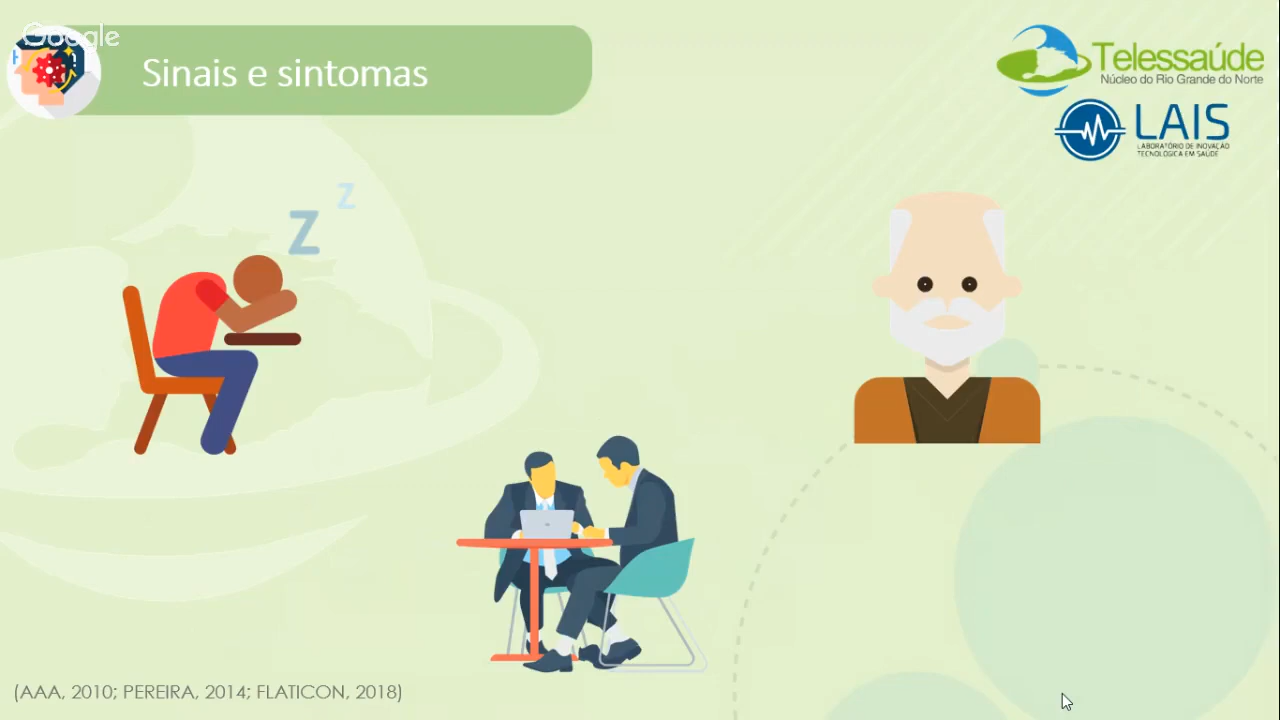 Google
Sinais e sintomas
Telessaúde
Núcleo do Rio Grande do Norte
LAIS
LABORATÓRIO DE INOVAÇÃO
TECNOLÓGICA EM SAÚDE
Z
Z
(AAA, 2010; PEREIRA, 2014; FLATICON, 2018)